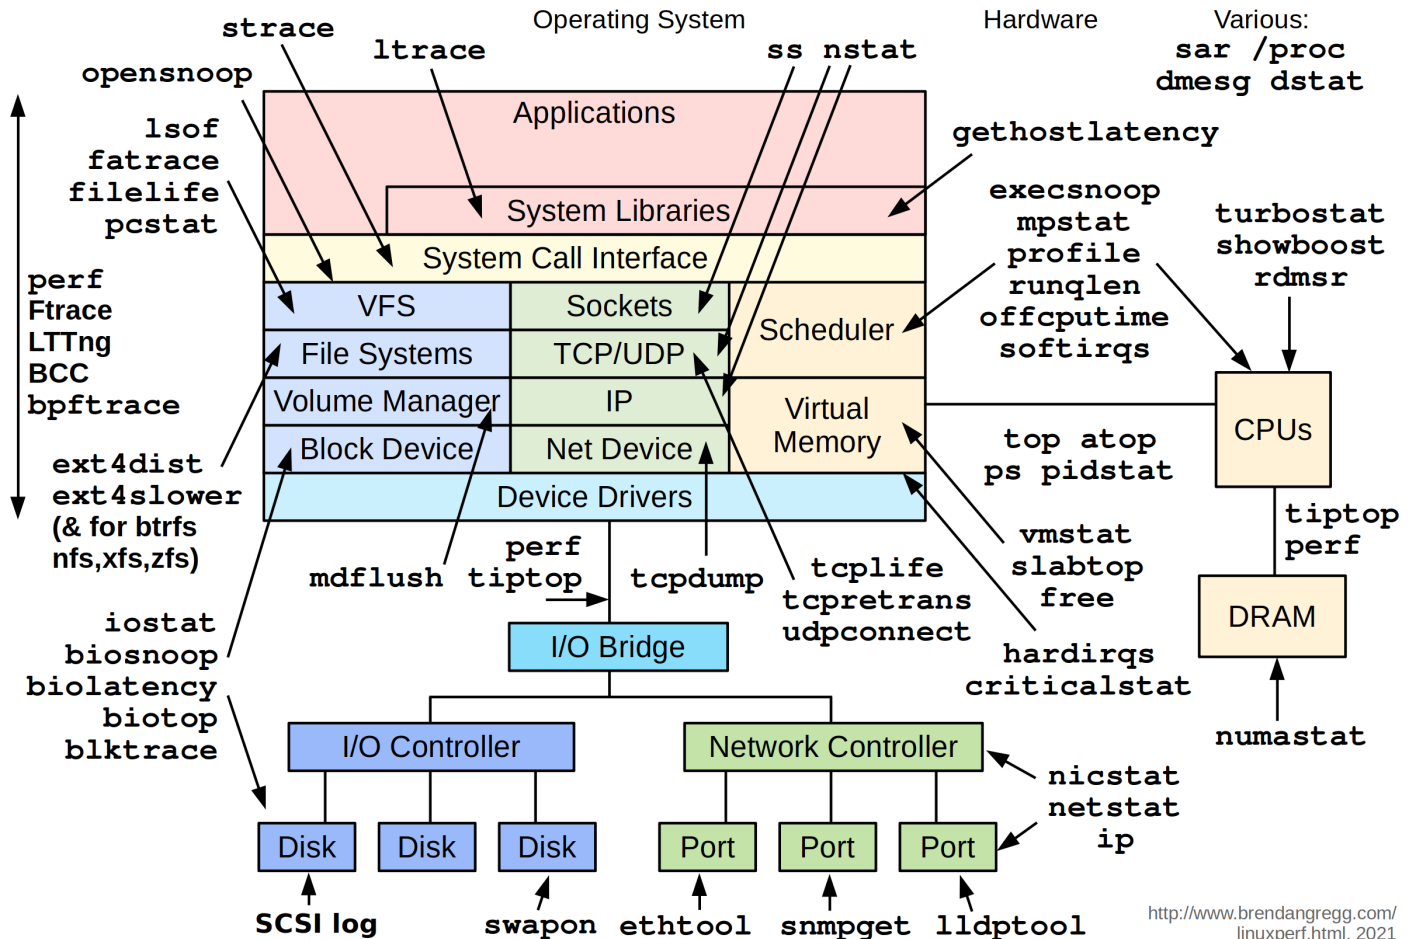 Operating System
Hardware
Various:
sar /proc
dmesg dstat
strace
ltrace
ss nstat
opensnoop
lsof
fatrace
filelife
pcstat
perf
Ftrace
LTTng
BCC
bpftrace
ext4dist
ext4slower
(& for btrfs
nfs,xfs,zfs)
Applications
System Libraries
System Call Interface
VFS
Sockets
Scheduler
File Systems
TCP/UDP
Volume Manager
IP
Virtual
Memory
Block Device
Net Device
Device Drivers
gethostlatency
execsnoop
mpstat
profile
runqlen
offcputime
softirqs
turbostat
showboost
rdmsr
CPUs
top atop
ps pidstat
tiptop
perf
DRAM
numastat
vmstat
slabtop
free
hardirqs
criticalstat
mdflush
perf
tiptop
tcpdump
tcplife
tcpretrans
udpconnect
iostat
biosnoop
biolatency
biotop
blktrace
I/O Bridge
I/O Controller
Network Controller
nicstat
netstat
ip
Disk
Disk
Disk
Port
Port
Port
SCSI log
swapon
ethtool
snmpget
lldptool
http://www.brendangregg.com/
linuxperf.html, 2021